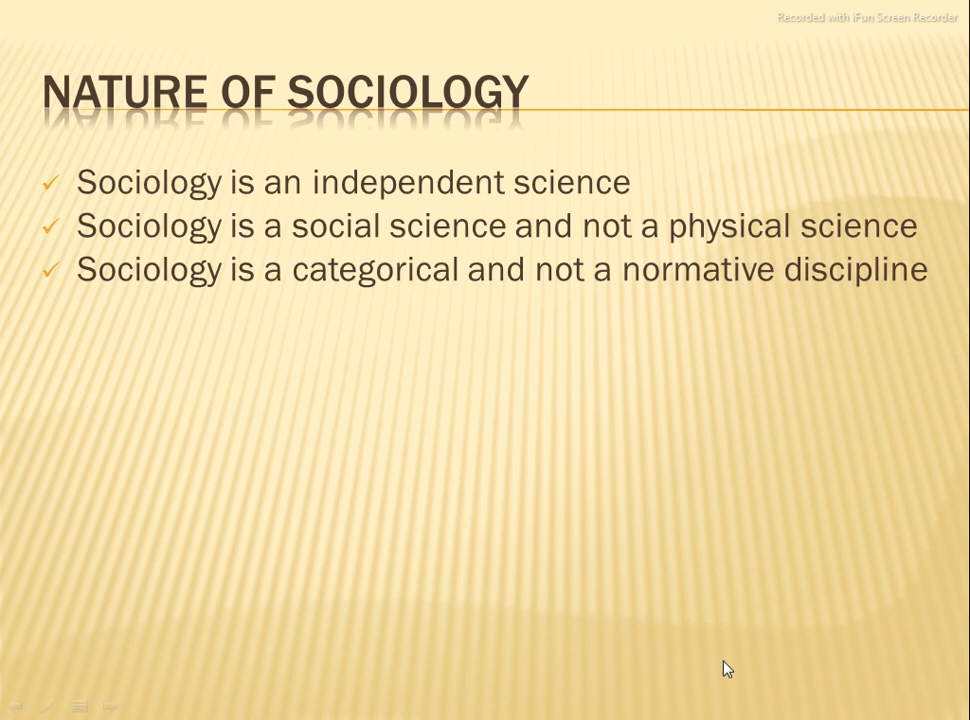 Recorded with iFun Screen Recorder
NATURE OF SOCIOLOGY
✓ Sociology is an independent science
✓ Sociology is a social science and not a physical science
✓ Sociology is a categorical and not a normative discipline